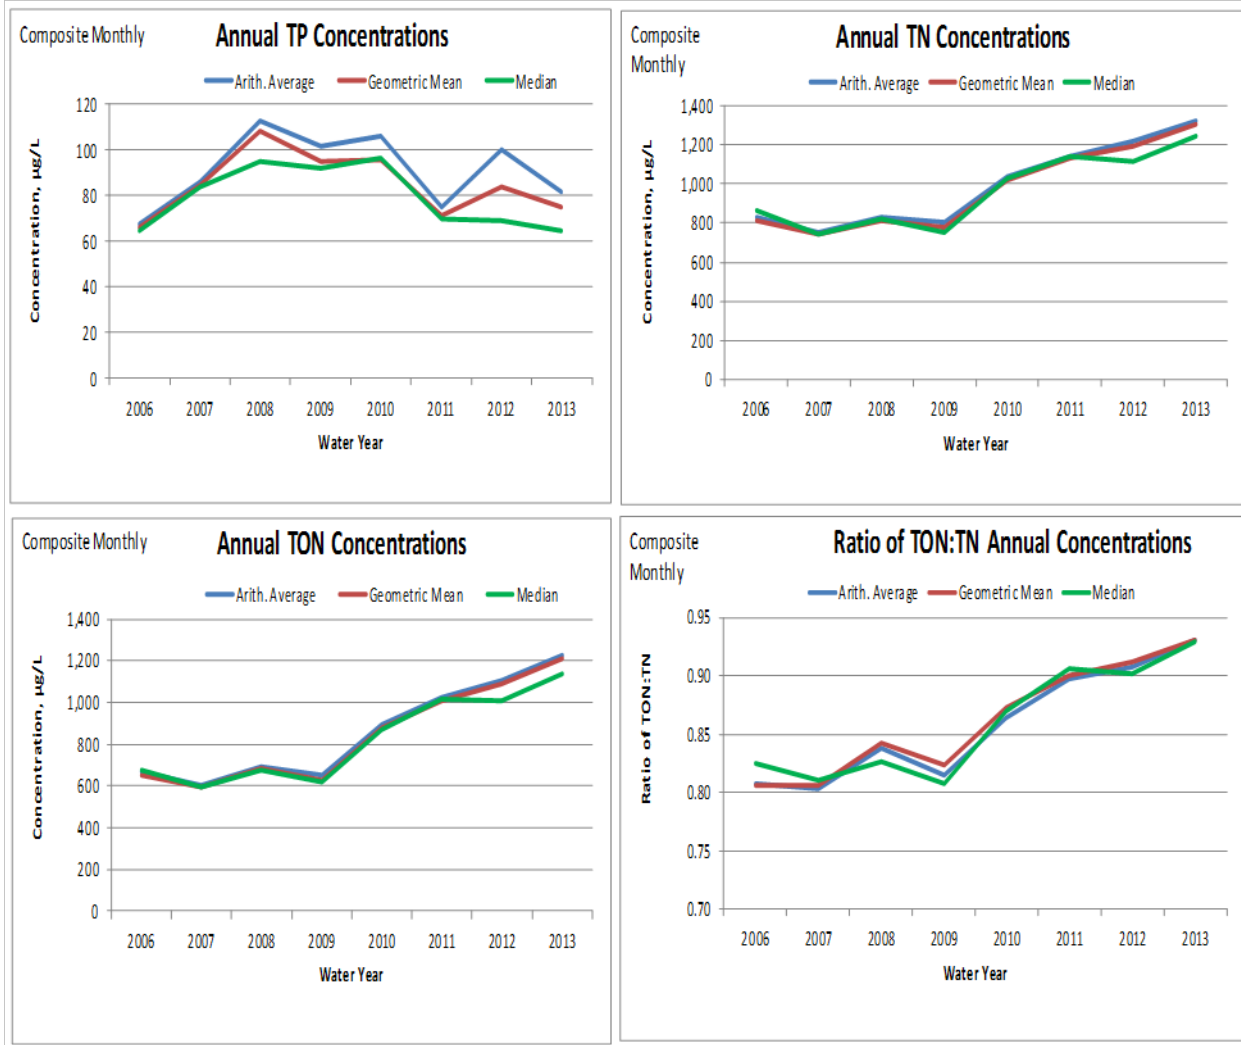 Composite Monthly
Annual TP Concentrations
Arith. Average Geometric Mean Median
120
100
80
60
40
20
0
Concentration, µg/L
2006 2007 2008 2009 2010 2011 2012 2013
Water Year
Composite
Monthly
Annual TN Concentrations
Arith. Average Geometric Mean Median
1,400
1,200
1,000
800
600
400
200
0
Concentration, µg/L
2006 2007 2008 2009 2010 2011 2012 2013
Water Year
Composite Monthly
Annual TON Concentrations
Arith. Average Geometric Mean Median
1,400
1,200
1,000
800
600
400
200
0
Concentration, µg/L
2006 2007 2008 2009 2010 2011 2012 2013
Water Year
Composite
Monthly
Ratio of TON:TN Annual Concentrations
Arith. Average Geometric Mean Median
0.95
0.90
0.85
0.80
0.75
0.70
Ratio of TON:TN
2006 2007 2008 2009 2010 2011 2012 2013
Water Year